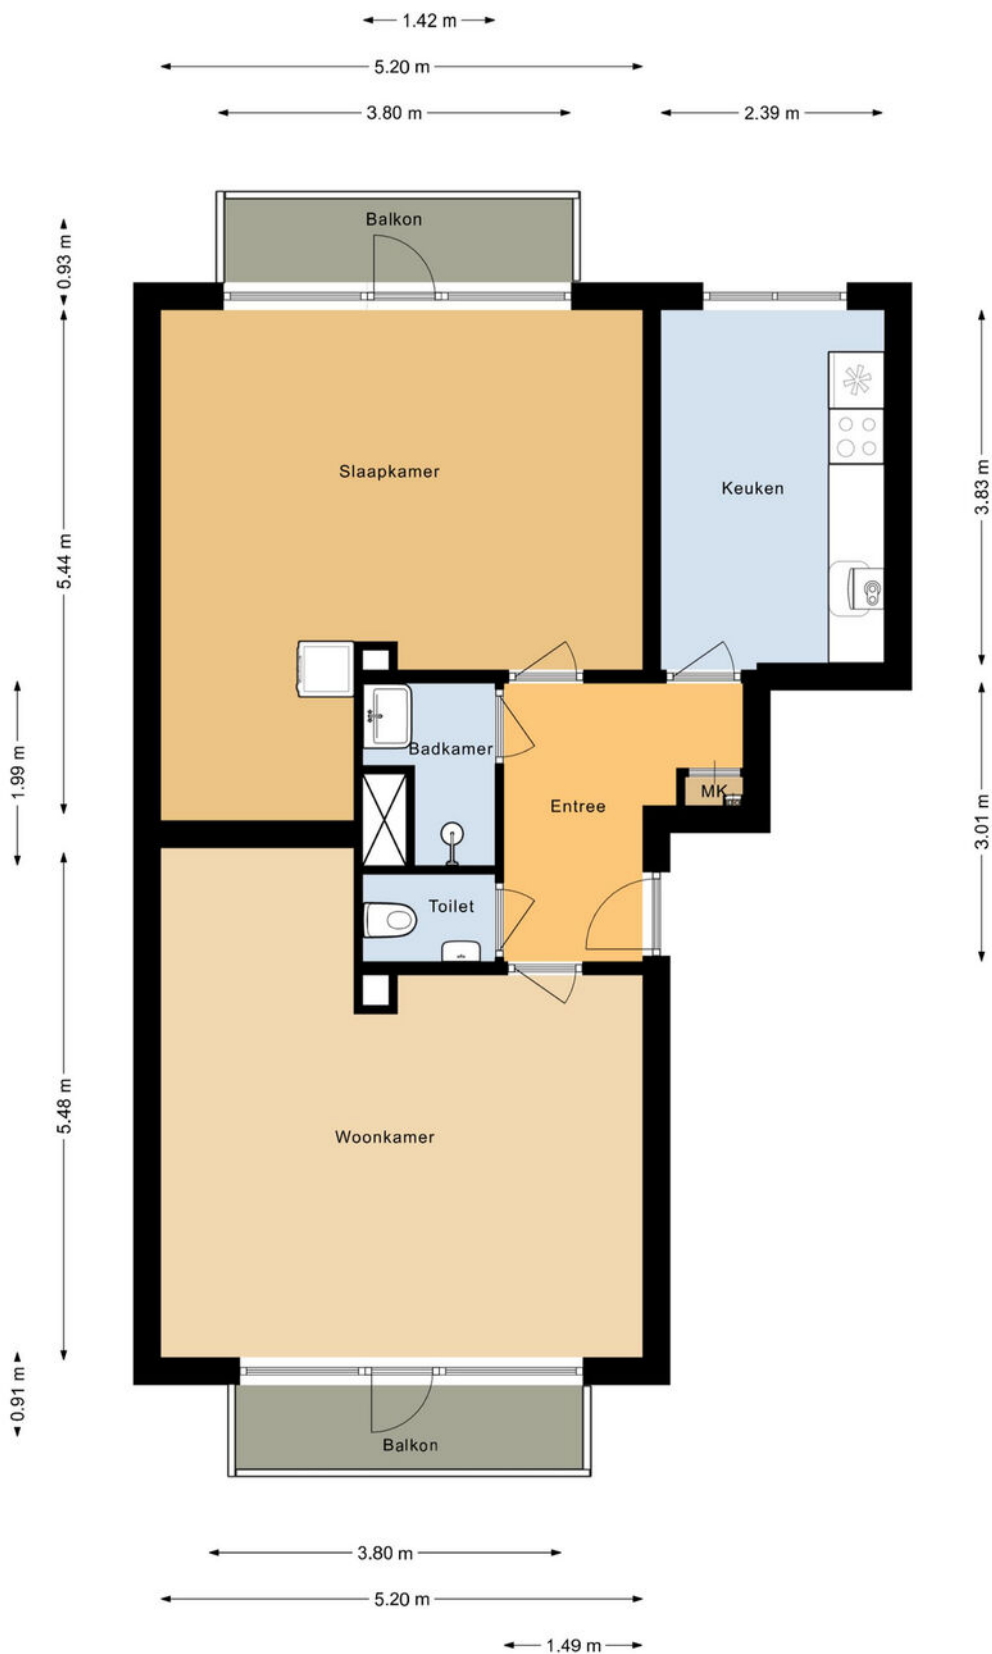 1.42 m
5.20 m
3.80 m
2.39 m
Balkon
0.93 m
Slaapkamer
Keuken
3.83 m
5.44 m
Badkamer
1.99 m
MK
Entree
3.01 m
Toilet
5.48 m
Woonkamer
0.91 m
Balkon
3.80 m
5.20 m
1.49 m